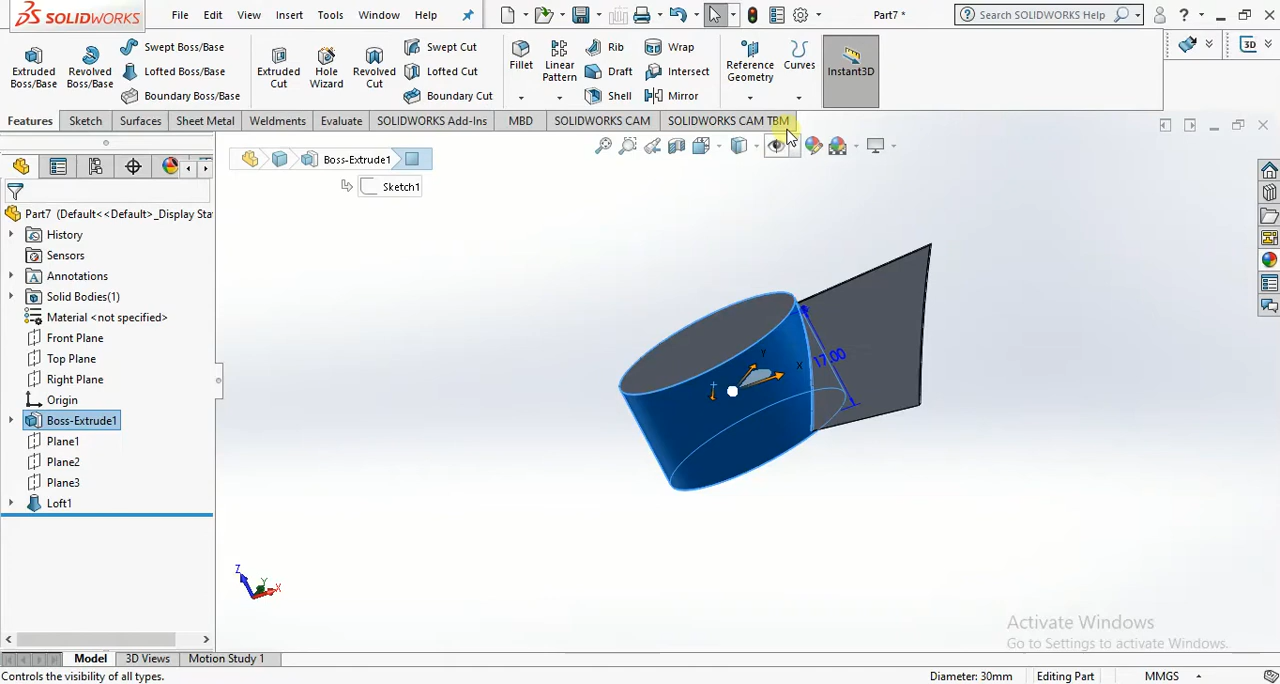 SOLIDWORKS
File Edit View Insert Tools Window Help
Part7 *
Search SOLIDWORKS Help
Extruded Boss/Base
Revolved Boss/Base
Swept Boss/Base
Lofted Boss/Base
Boundary Boss/Base
Extruded Cut
Hole Wizard
Revolved Cut
Swept Cut
Lofted Cut
Boundary Cut
Fillet
Linear Pattern
Rib
Draft
Shell
Wrap
Intersect
Mirror
Reference Geometry
Curves
Instant3D
3D
Features Sketch Surfaces Sheet Metal Weldments Evaluate SOLIDWORKS Add-Ins MBD SOLIDWORKS CAM SOLIDWORKS CAM TBM
Boss-Extrude1
Sketch1
Part7 (Default<<Default>_Display Sta
History
Sensors
Annotations
Solid Bodies(1)
Material <not specified>
Front Plane
Top Plane
Right Plane
Origin
Boss-Extrude1
Plane1
Plane2
Plane3
Loft1
17.00
Y
X
Z
Y
X
Activate Windows
Go to Settings to activate Windows.
Model 3D Views Motion Study 1
Controls the visibility of all types.
Diameter: 30mm Editing Part MMGS